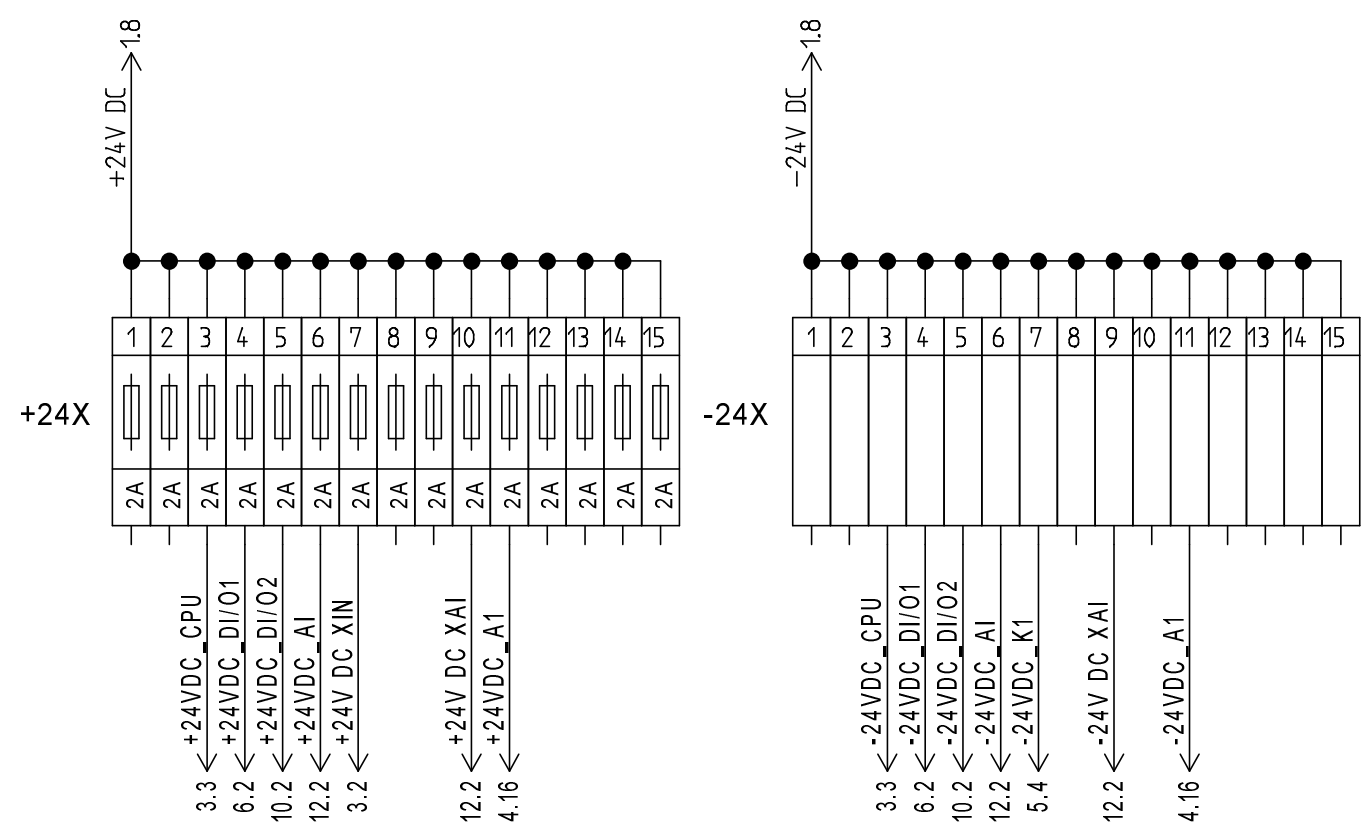 1.8
+24V DC
1.8
−24V DC
1 2 3 4 5 6 7 8 9 10 11 12 13 14 15
1 2 3 4 5 6 7 8 9 10 11 12 13 14 15
+24X
-24X
2A 2A 2A 2A 2A 2A 2A 2A 2A 2A 2A 2A 2A 2A 2A
+24VDC_CPU
+24VDC_DI/O1
+24VDC_DI/O2
+24VDC_AI
+24V DC XIN
+24V DC XAI
+24VDC_A1
-24VDC_CPU
-24VDC_DI/O1
-24VDC_DI/O2
-24VDC_AI
-24VDC_K1
-24V DC XAI
-24VDC_A1
3.3 6.2 10.2 12.2 3.2 12.2 4.16
3.3 6.2 10.2 12.2 5.4 12.2 4.16